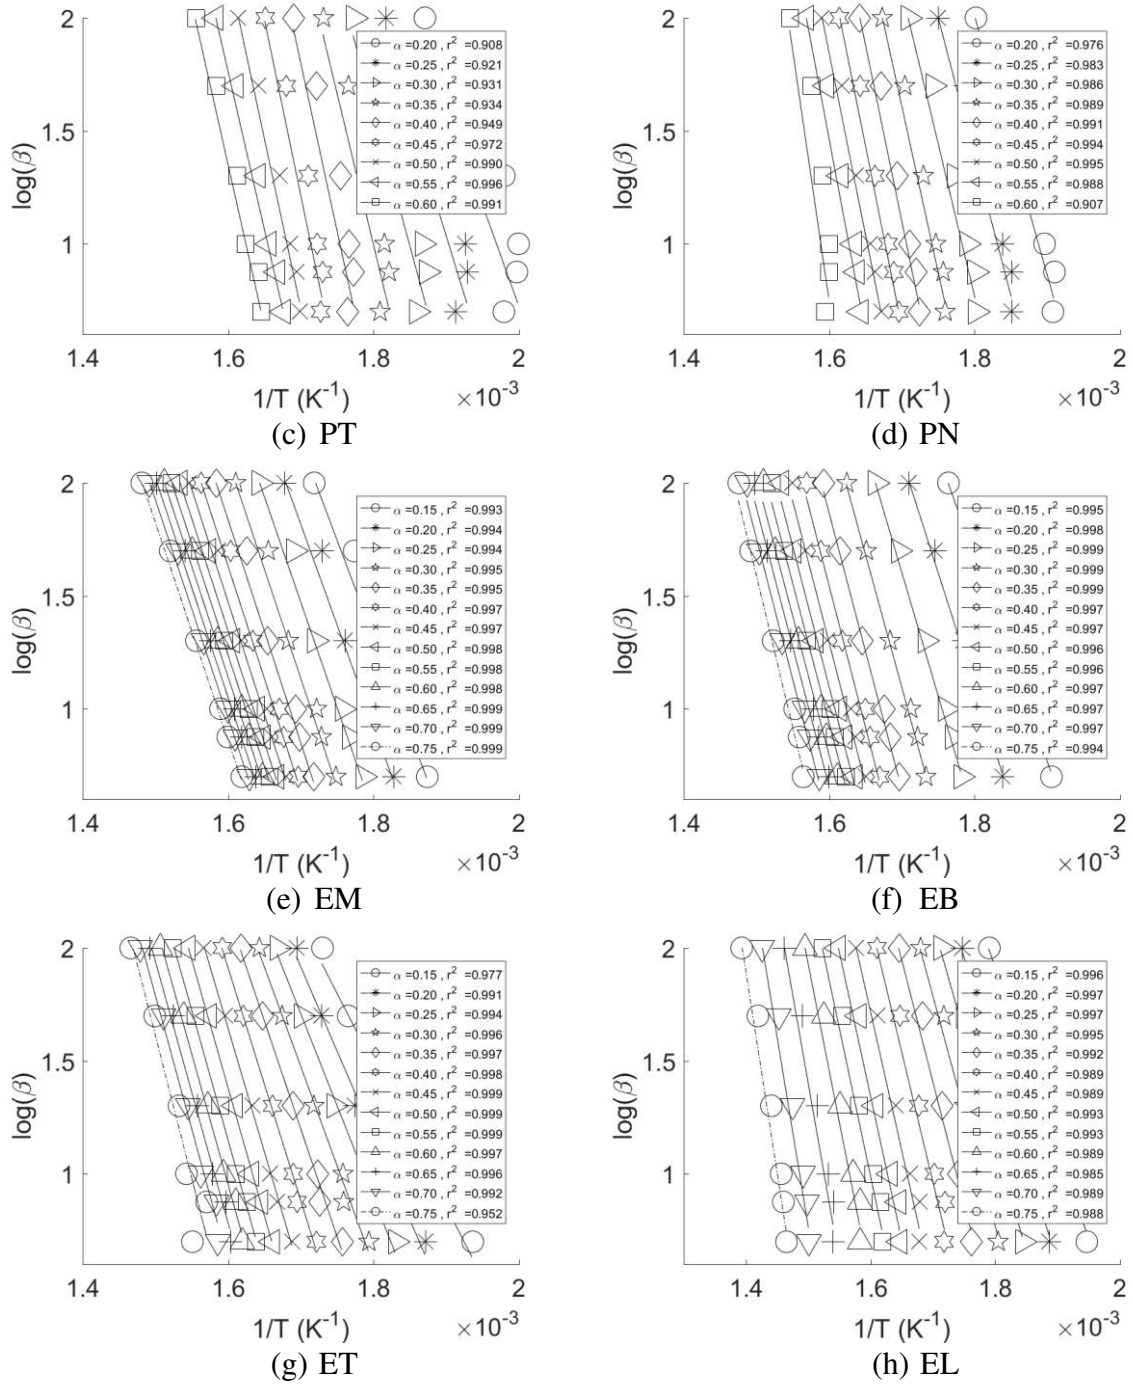 2
1.5
1
log(β)
α =0.20 , r² =0.908
α =0.25 , r² =0.921
α =0.30 , r² =0.931
α =0.35 , r² =0.934
α =0.40 , r² =0.949
α =0.45 , r² =0.972
α =0.50 , r² =0.990
α =0.55 , r² =0.996
α =0.60 , r² =0.991
1.4 1.6 1.8 2
1/T (K⁻¹) ×10⁻³
(c) PT
2
1.5
1
log(β)
α =0.20 , r² =0.976
α =0.25 , r² =0.983
α =0.30 , r² =0.986
α =0.35 , r² =0.989
α =0.40 , r² =0.991
α =0.45 , r² =0.994
α =0.50 , r² =0.995
α =0.55 , r² =0.988
α =0.60 , r² =0.907
1.4 1.6 1.8 2
1/T (K⁻¹) ×10⁻³
(d) PN
2
1.5
1
log(β)
α =0.15 , r² =0.993
α =0.20 , r² =0.994
α =0.25 , r² =0.994
α =0.30 , r² =0.995
α =0.35 , r² =0.995
α =0.40 , r² =0.997
α =0.45 , r² =0.997
α =0.50 , r² =0.998
α =0.55 , r² =0.998
α =0.60 , r² =0.998
α =0.65 , r² =0.999
α =0.70 , r² =0.999
α =0.75 , r² =0.999
1.4 1.6 1.8 2
1/T (K⁻¹) ×10⁻³
(e) EM
2
1.5
1
log(β)
α =0.15 , r² =0.995
α =0.20 , r² =0.998
α =0.25 , r² =0.999
α =0.30 , r² =0.999
α =0.35 , r² =0.999
α =0.40 , r² =0.997
α =0.45 , r² =0.997
α =0.50 , r² =0.996
α =0.55 , r² =0.996
α =0.60 , r² =0.997
α =0.65 , r² =0.997
α =0.70 , r² =0.997
α =0.75 , r² =0.994
1.4 1.6 1.8 2
1/T (K⁻¹) ×10⁻³
(f) EB
2
1.5
1
log(β)
α =0.15 , r² =0.977
α =0.20 , r² =0.991
α =0.25 , r² =0.994
α =0.30 , r² =0.996
α =0.35 , r² =0.997
α =0.40 , r² =0.998
α =0.45 , r² =0.999
α =0.50 , r² =0.999
α =0.55 , r² =0.999
α =0.60 , r² =0.997
α =0.65 , r² =0.996
α =0.70 , r² =0.992
α =0.75 , r² =0.952
1.4 1.6 1.8 2
1/T (K⁻¹) ×10⁻³
(g) ET
2
1.5
1
log(β)
α =0.15 , r² =0.996
α =0.20 , r² =0.997
α =0.25 , r² =0.997
α =0.30 , r² =0.995
α =0.35 , r² =0.992
α =0.40 , r² =0.989
α =0.45 , r² =0.989
α =0.50 , r² =0.993
α =0.55 , r² =0.993
α =0.60 , r² =0.989
α =0.65 , r² =0.985
α =0.70 , r² =0.989
α =0.75 , r² =0.988
1.4 1.6 1.8 2
1/T (K⁻¹) ×10⁻³
(h) EL